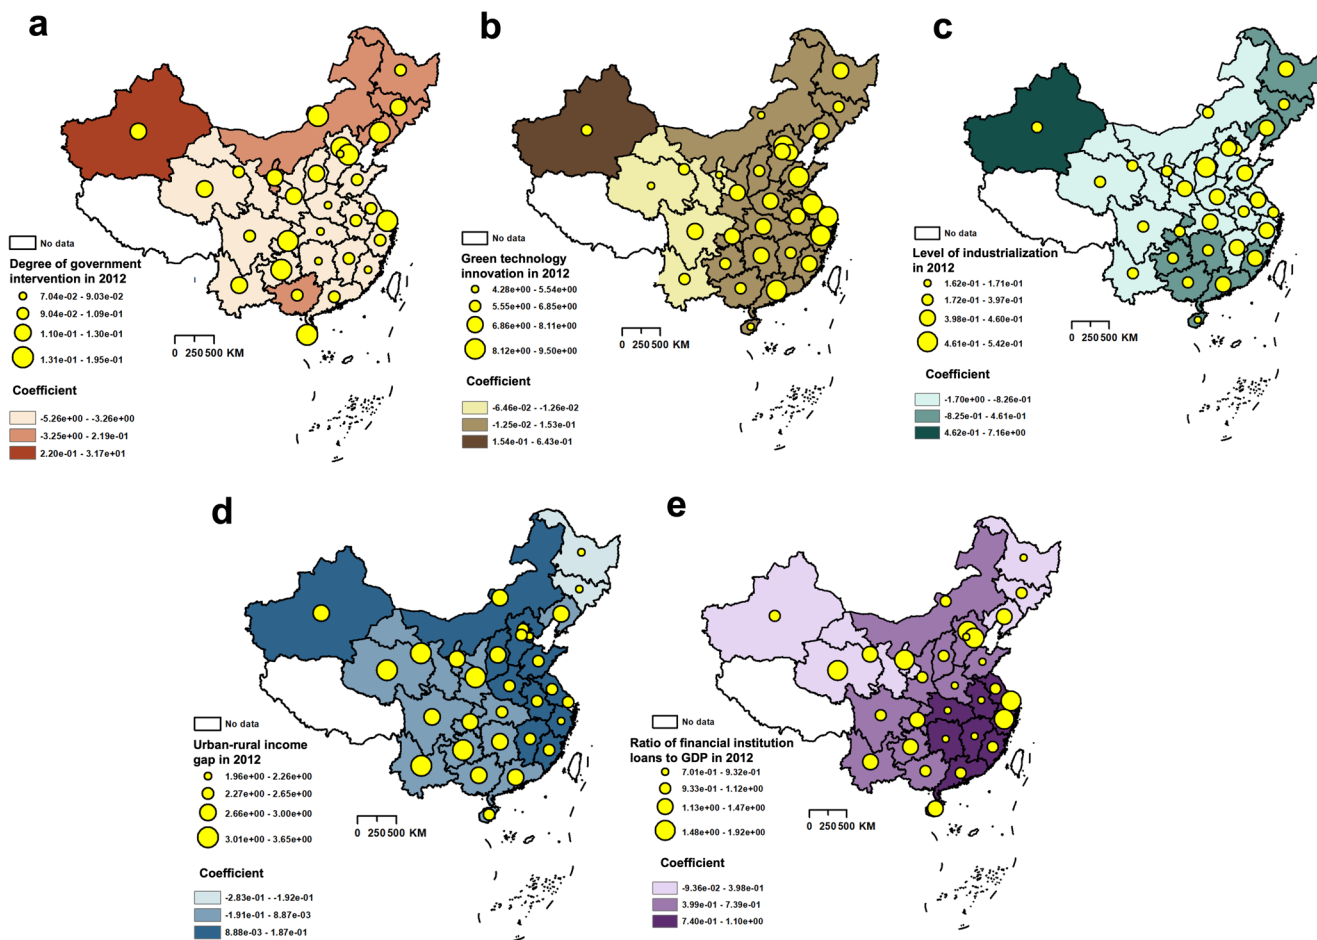 a
No data
Degree of government
intervention in 2012
7.04e-02 - 9.03e-02
9.04e-02 - 1.09e-01
1.10e-01 - 1.30e-01
1.31e-01 - 1.95e-01
0 250 500 KM
Coefficient
-5.26e+00 - -3.26e+00
-3.25e+00 - 2.19e-01
2.20e-01 - 3.17e+01
b
No data
Green technology
innovation in 2012
4.28e+00 - 5.54e+00
5.55e+00 - 6.85e+00
6.86e+00 - 8.11e+00
8.12e+00 - 9.50e+00
0 250 500 KM
Coefficient
-6.46e-02 - -1.26e-02
-1.25e-02 - 1.53e-01
1.54e-01 - 6.43e-01
c
No data
Level of industrialization
in 2012
1.62e-01 - 1.71e-01
1.72e-01 - 3.97e-01
3.98e-01 - 4.60e-01
4.61e-01 - 5.42e-01
0 250 500 KM
Coefficient
-1.70e+00 - -8.26e-01
-8.25e-01 - 4.61e-01
4.62e-01 - 7.16e+00
d
No data
Urban-rural income
gap in 2012
1.96e+00 - 2.26e+00
2.27e+00 - 2.65e+00
2.66e+00 - 3.00e+00
3.01e+00 - 3.65e+00
0 250 500 KM
Coefficient
-2.83e-01 - -1.92e-01
-1.91e-01 - 8.87e-03
8.88e-03 - 1.87e-01
e
No data
Ratio of financial institution
loans to GDP in 2012
7.01e-01 - 9.32e-01
9.33e-01 - 1.12e+00
1.13e+00 - 1.47e+00
1.48e+00 - 1.92e+00
0 250 500 KM
Coefficient
-9.36e-02 - 3.98e-01
3.99e-01 - 7.39e-01
7.40e-01 - 1.10e+00